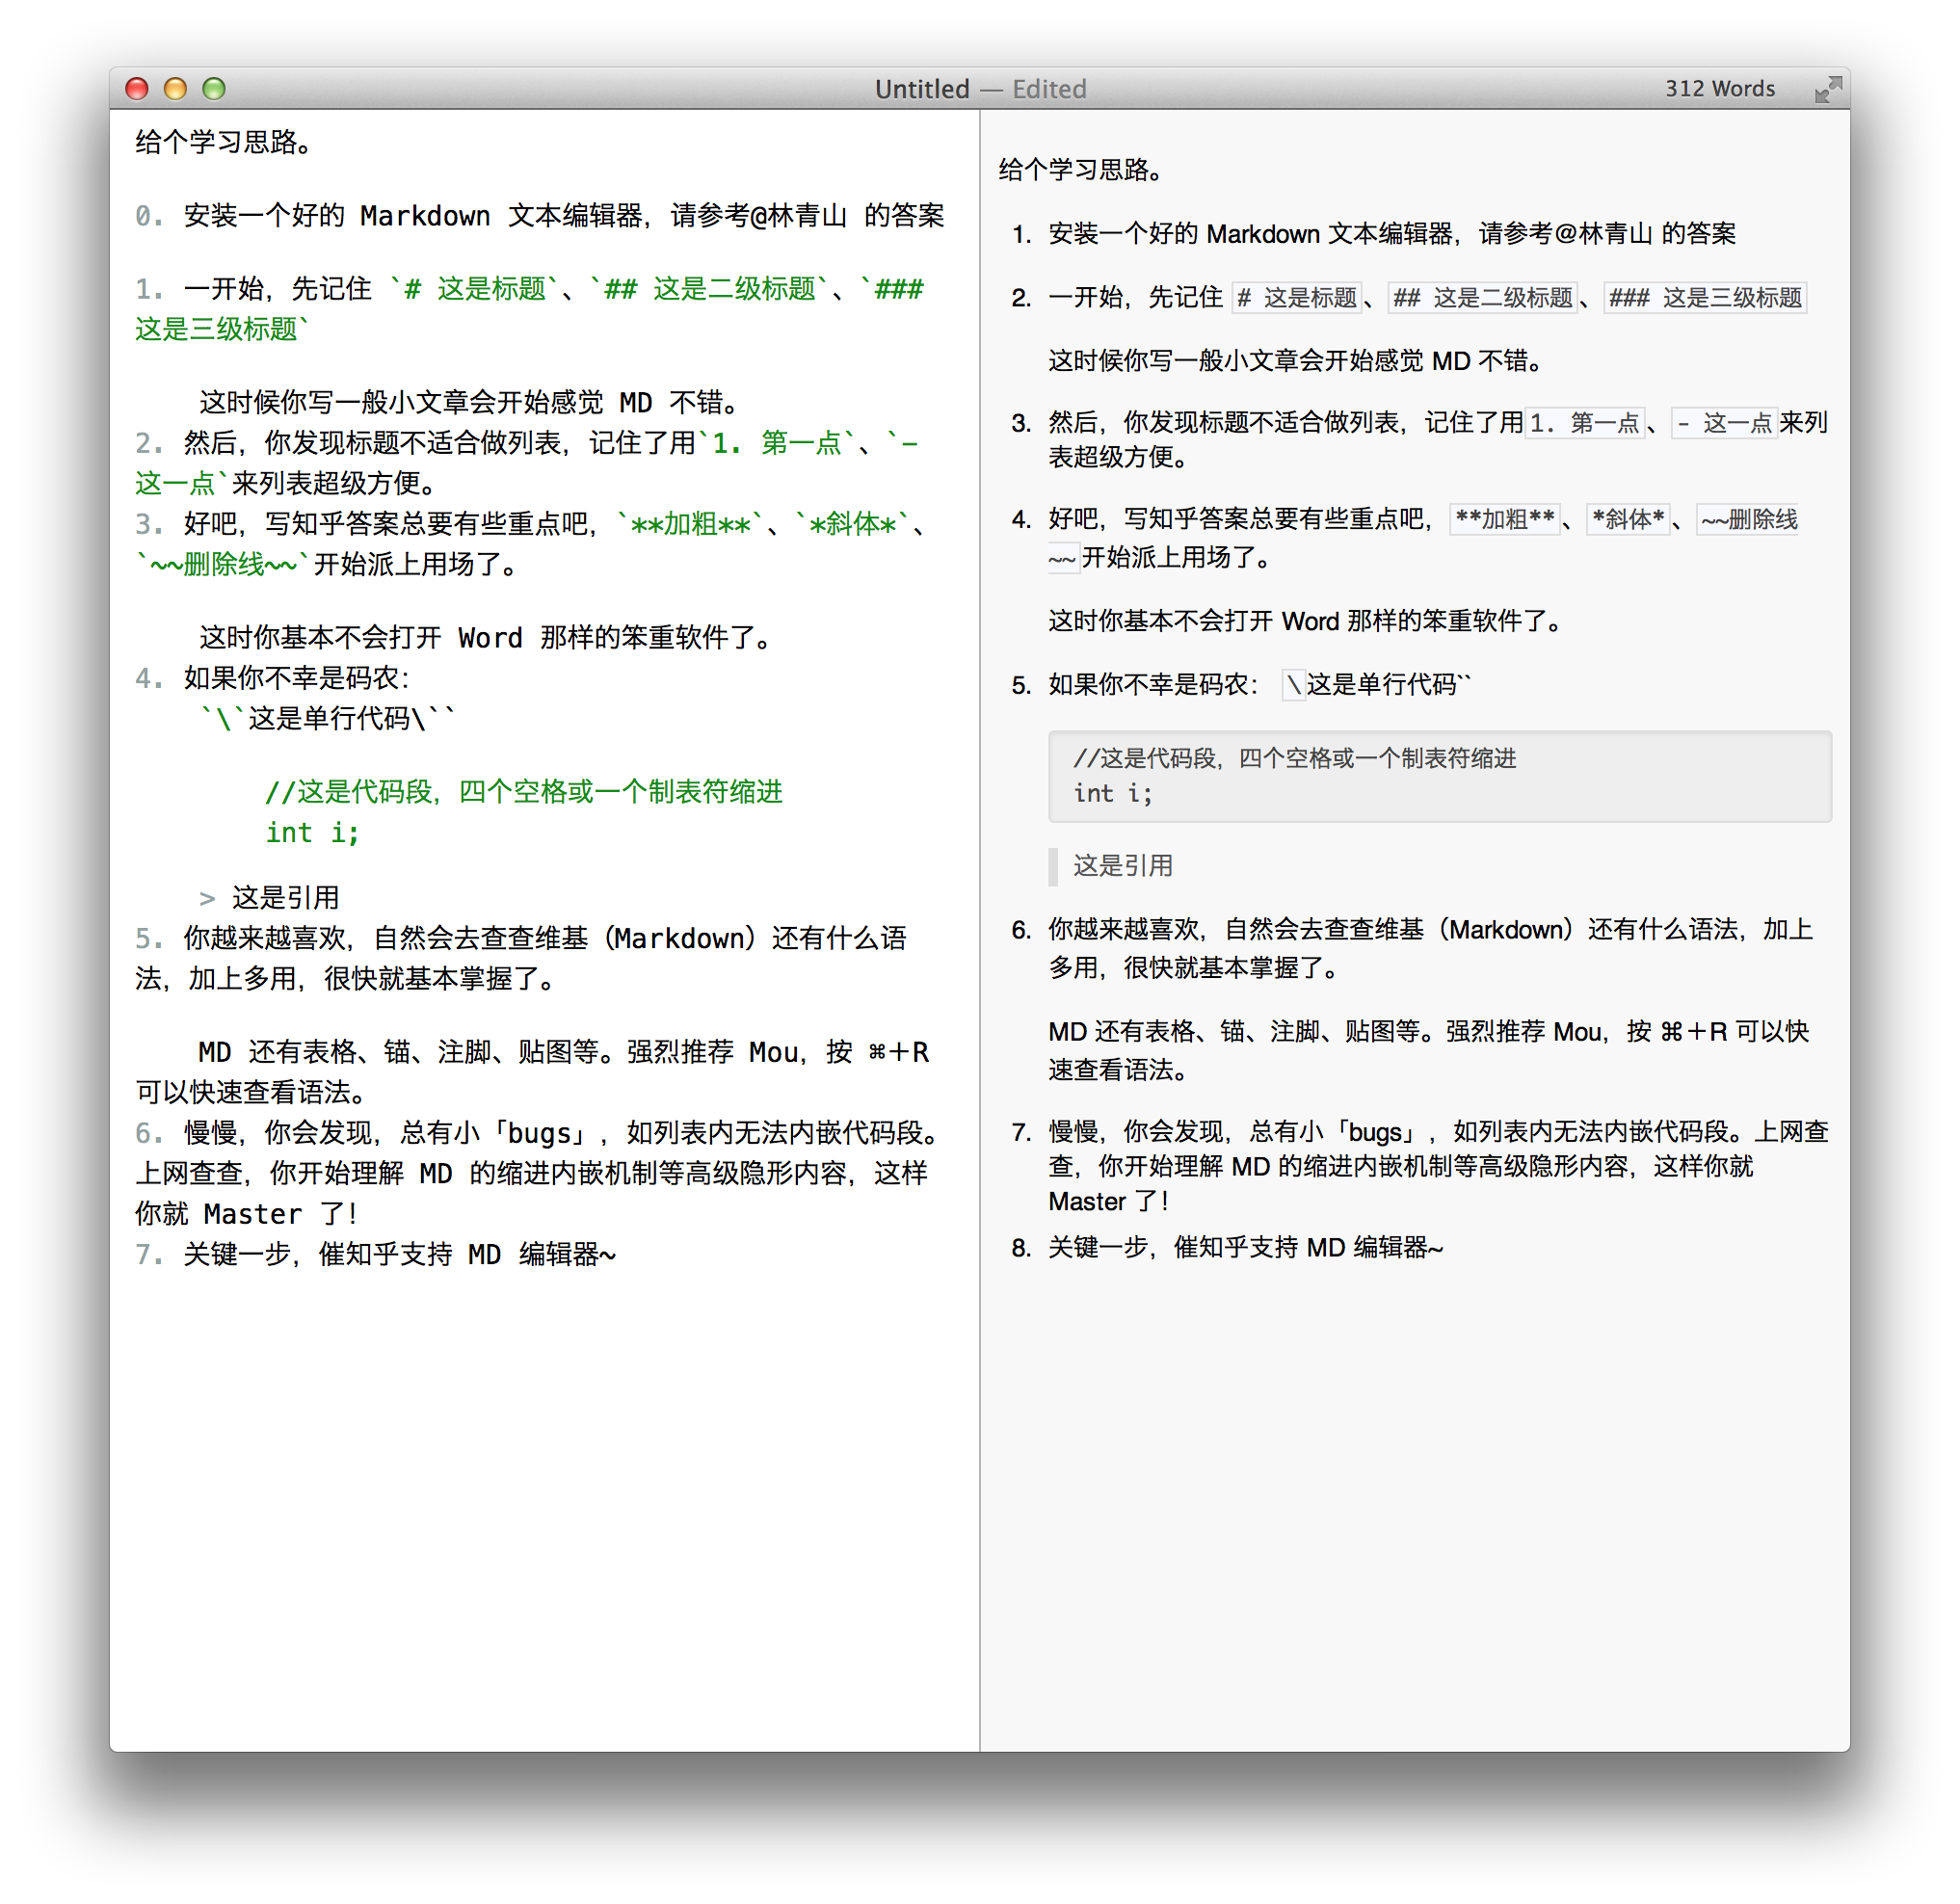 Untitled — Edited
312 Words
给个学习思路。
0. 安装一个好的 Markdown 文本编辑器，请参考@林青山 的答案
1. 一开始，先记住 `# 这是标题`、`## 这是二级标题`、`###
这是三级标题`
这时候你写一般小文章会开始感觉 MD 不错。
2. 然后，你发现标题不适合做列表，记住了用`1. 第一点`、`-
这一点`来列表超级方便。
3. 好吧，写知乎答案总要有些重点吧，`**加粗**`、`*斜体*`、
`~~删除线~~`开始派上用场了。
这时你基本不会打开 Word 那样的笨重软件了。
4. 如果你不幸是码农：
`\`这是单行代码\``
//这是代码段，四个空格或一个制表符缩进
int i;
> 这是引用
5. 你越来越喜欢，自然会去查查维基（Markdown）还有什么语
法，加上多用，很快就基本掌握了。
MD 还有表格、锚、注脚、贴图等。强烈推荐 Mou，按 ⌘＋R
可以快速查看语法。
6. 慢慢，你会发现，总有小「bugs」，如列表内无法内嵌代码段。
上网查查，你开始理解 MD 的缩进内嵌机制等高级隐形内容，这样
你就 Master 了！
7. 关键一步，催知乎支持 MD 编辑器~
给个学习思路。
1. 安装一个好的 Markdown 文本编辑器，请参考@林青山 的答案
2. 一开始，先记住 # 这是标题、## 这是二级标题、### 这是三级标题
这时候你写一般小文章会开始感觉 MD 不错。
3. 然后，你发现标题不适合做列表，记住了用1. 第一点、- 这一点来列
表超级方便。
4. 好吧，写知乎答案总要有些重点吧，**加粗**、*斜体*、~~删除线
~~开始派上用场了。
这时你基本不会打开 Word 那样的笨重软件了。
5. 如果你不幸是码农： \这是单行代码``
//这是代码段，四个空格或一个制表符缩进
int i;
这是引用
6. 你越来越喜欢，自然会去查查维基（Markdown）还有什么语法，加上
多用，很快就基本掌握了。
MD 还有表格、锚、注脚、贴图等。强烈推荐 Mou，按 ⌘＋R 可以快
速查看语法。
7. 慢慢，你会发现，总有小「bugs」，如列表内无法内嵌代码段。上网查
查，你开始理解 MD 的缩进内嵌机制等高级隐形内容，这样你就
Master 了！
8. 关键一步，催知乎支持 MD 编辑器~